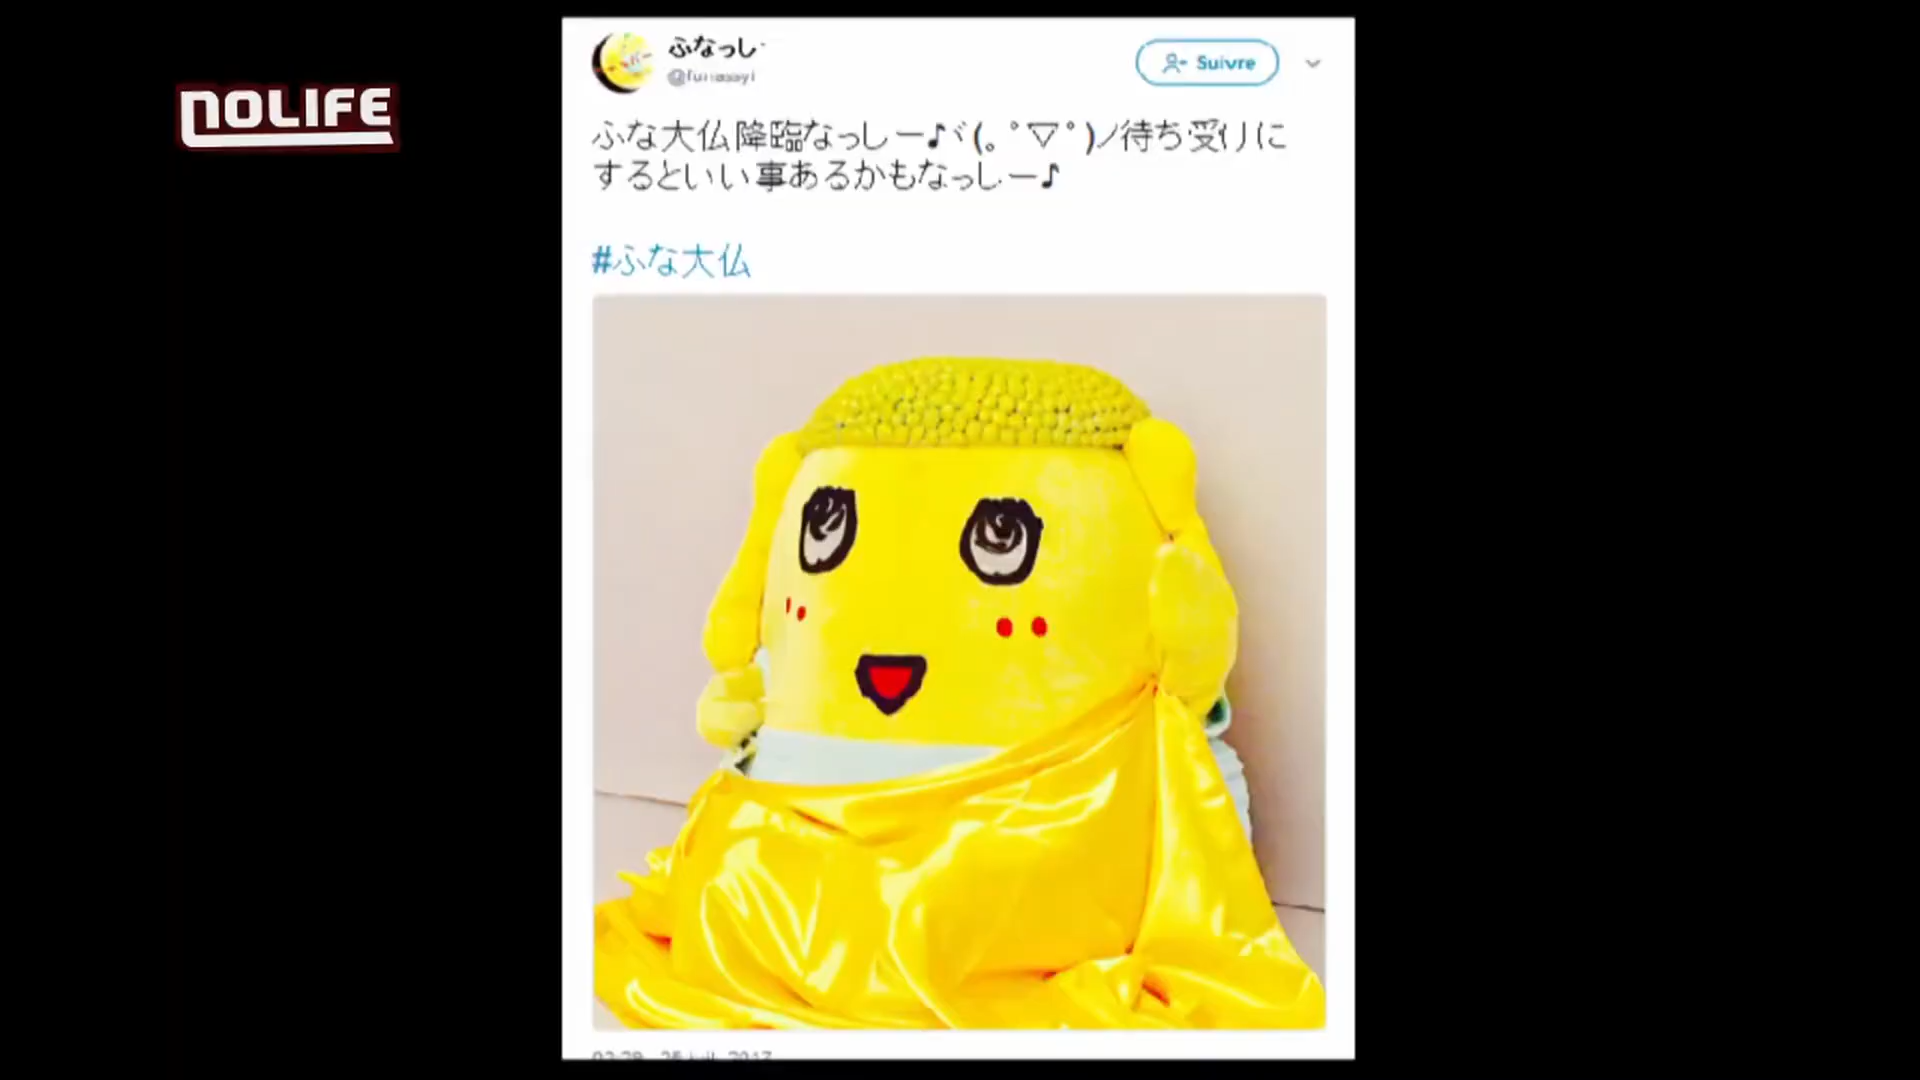 NOLIFE
ふなっしー
@funassyi
Suivre
ふな大仏降臨なっしー♪ヾ(。゜▽゜)ノ待ち受けに
するといい事あるかもなっしー♪
#ふな大仏